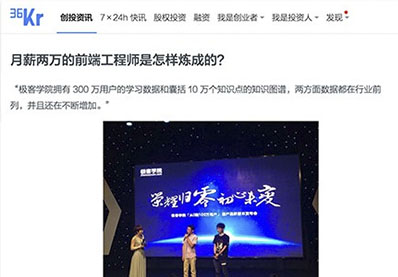 36Kr
创投资讯 7×24h 快讯 股权投资 融资 我是创业者 我是投资人 发现
月薪两万的前端工程师是怎样炼成的?
“极客学院拥有 300 万用户的学习数据和囊括 10 万个知识点的知识图谱,两方面数据都在行业前
列,并且还在不断增加。”
极客学院
荣耀归零 初心未变